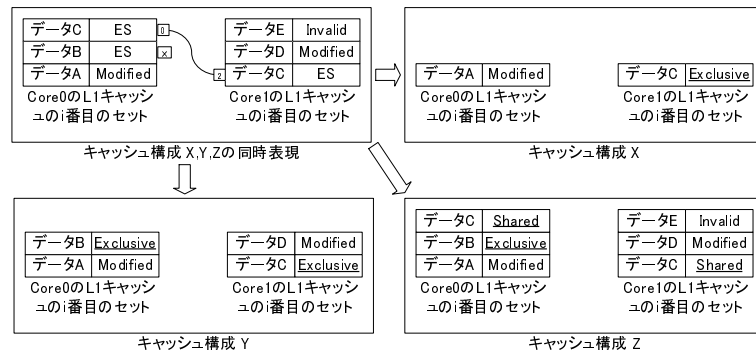 データC ES 0
データB ES ×
データA Modified
Core0のL1キャッシ
ュのi番目のセット
データE Invalid
データD Modified
2 データC ES
Core1のL1キャッシ
ュのi番目のセット
キャッシュ構成 X,Y,Zの同時表現
データA Modified
Core0のL1キャッシ
ュのi番目のセット
データC Exclusive
Core1のL1キャッシ
ュのi番目のセット
キャッシュ構成 X
データB Exclusive
データA Modified
Core0のL1キャッシ
ュのi番目のセット
データD Modified
データC Exclusive
Core1のL1キャッシ
ュのi番目のセット
キャッシュ構成 Y
データC Shared
データB Exclusive
データA Modified
Core0のL1キャッシ
ュのi番目のセット
データE Invalid
データD Modified
データC Shared
Core1のL1キャッシ
ュのi番目のセット
キャッシュ構成 Z